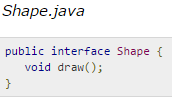 Shape.java
public interface Shape {
   void draw();
}